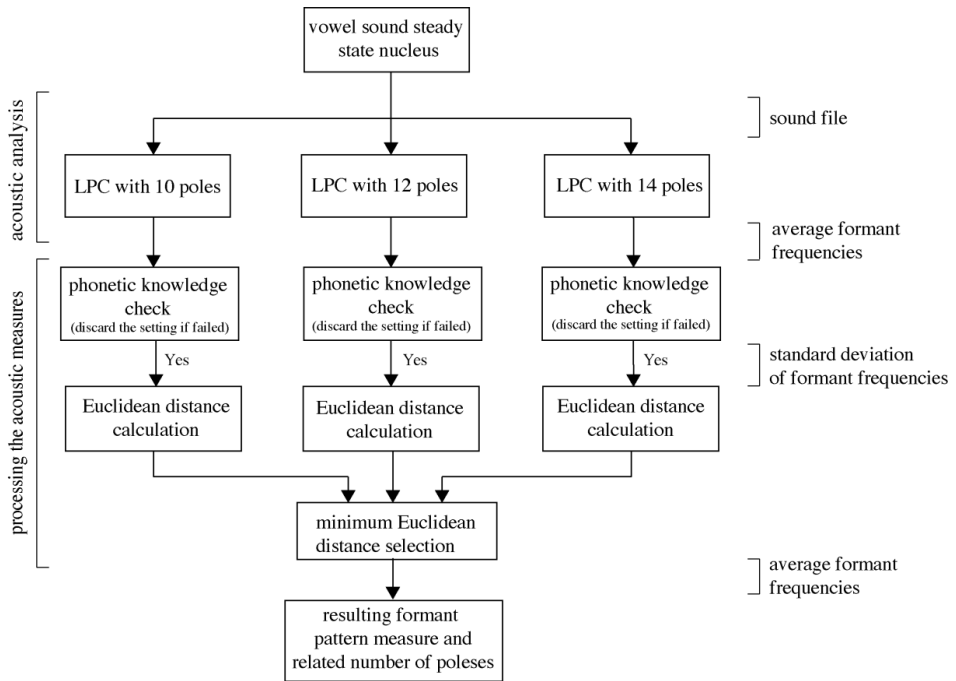 vowel sound steady
state nucleus
acoustic analysis
sound file
LPC with 10 poles
LPC with 12 poles
LPC with 14 poles
average formant
frequencies
processing the acoustic measures
phonetic knowledge
check
(discard the setting if failed)
phonetic knowledge
check
(discard the setting if failed)
phonetic knowledge
check
(discard the setting if failed)
Yes
Yes
Yes
standard deviation
of formant frequencies
Euclidean distance
calculation
Euclidean distance
calculation
Euclidean distance
calculation
minimum Euclidean
distance selection
average formant
frequencies
resulting formant
pattern measure and
related number of poleses